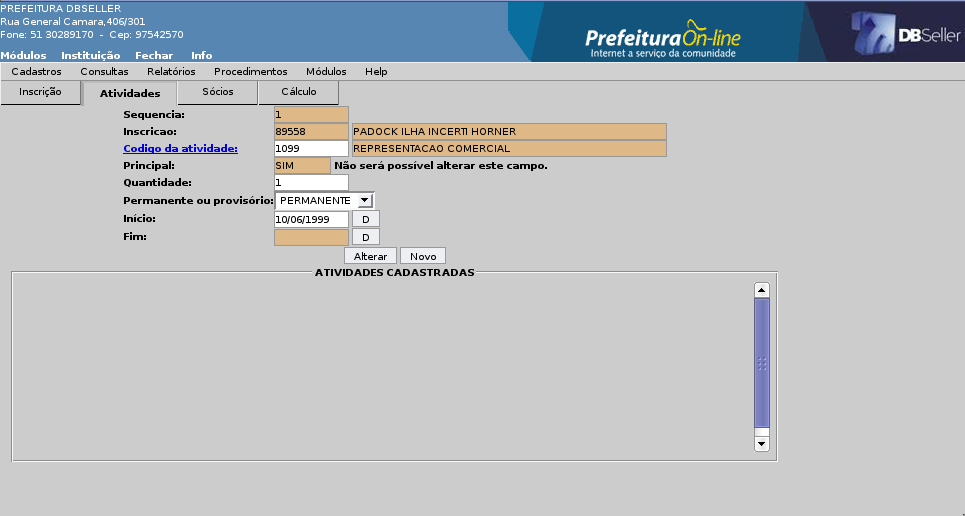 PREFEITURA DBSELLER
Rua General Camara,406/301
Fone: 51 30289170 - Cep: 97542570
Prefeitura On-line
Internet a serviço da comunidade
DBSeller
Módulos Instituição Fechar Info
Cadastros Consultas Relatórios Procedimentos Módulos Help
Inscrição Atividades Sócios Cálculo
Sequencia: 1
Inscricao: 89558 PADOCK ILHA INCERTI HORNER
Codigo da atividade: 1099 REPRESENTACAO COMERCIAL
Principal: SIM Não será possível alterar este campo.
Quantidade: 1
Permanente ou provisório: PERMANENTE
Início: 10/06/1999 D
Fim: D
Alterar Novo
ATIVIDADES CADASTRADAS